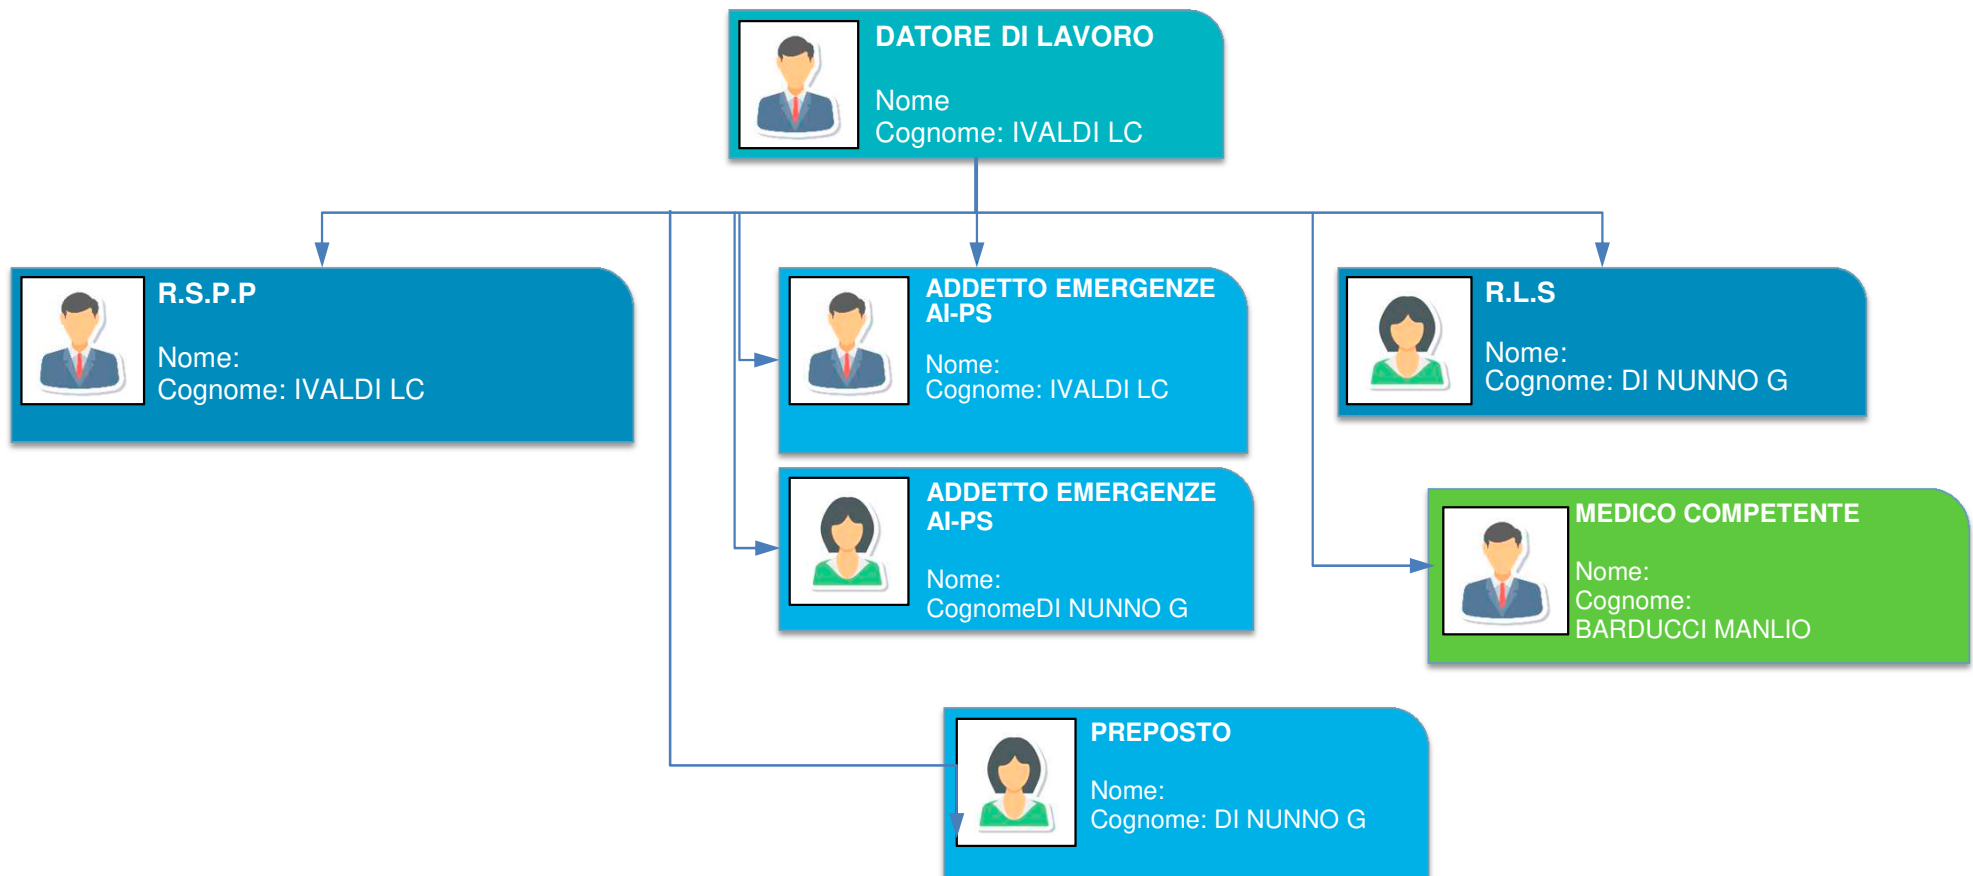 DATORE DI LAVORO
Nome
Cognome: IVALDI LC
R.S.P.P
Nome:
Cognome: IVALDI LC
ADDETTO EMERGENZE
AI-PS
Nome:
Cognome: IVALDI LC
R.L.S
Nome:
Cognome: DI NUNNO G
ADDETTO EMERGENZE
AI-PS
Nome:
CognomeDI NUNNO G
MEDICO COMPETENTE
Nome:
Cognome:
BARDUCCI MANLIO
PREPOSTO
Nome:
Cognome: DI NUNNO G